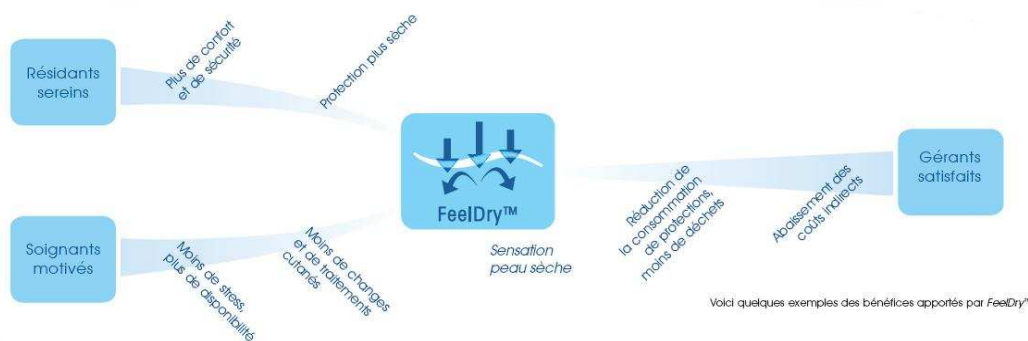 Résidants
sereins
Plus de confort
et de sécurité
Protection plus sèche
FeelDry™
Sensation
peau sèche
Soignants
motivés
Moins de stress,
plus de disponibilité
Moins de changes
et de traitements
cutanés
Réduction de
la consommation
de protections,
moins de déchets
Abaissement des
coûts indirects
Gérants
satisfaits
Voici quelques exemples des bénéfices apportés par FeelDry™